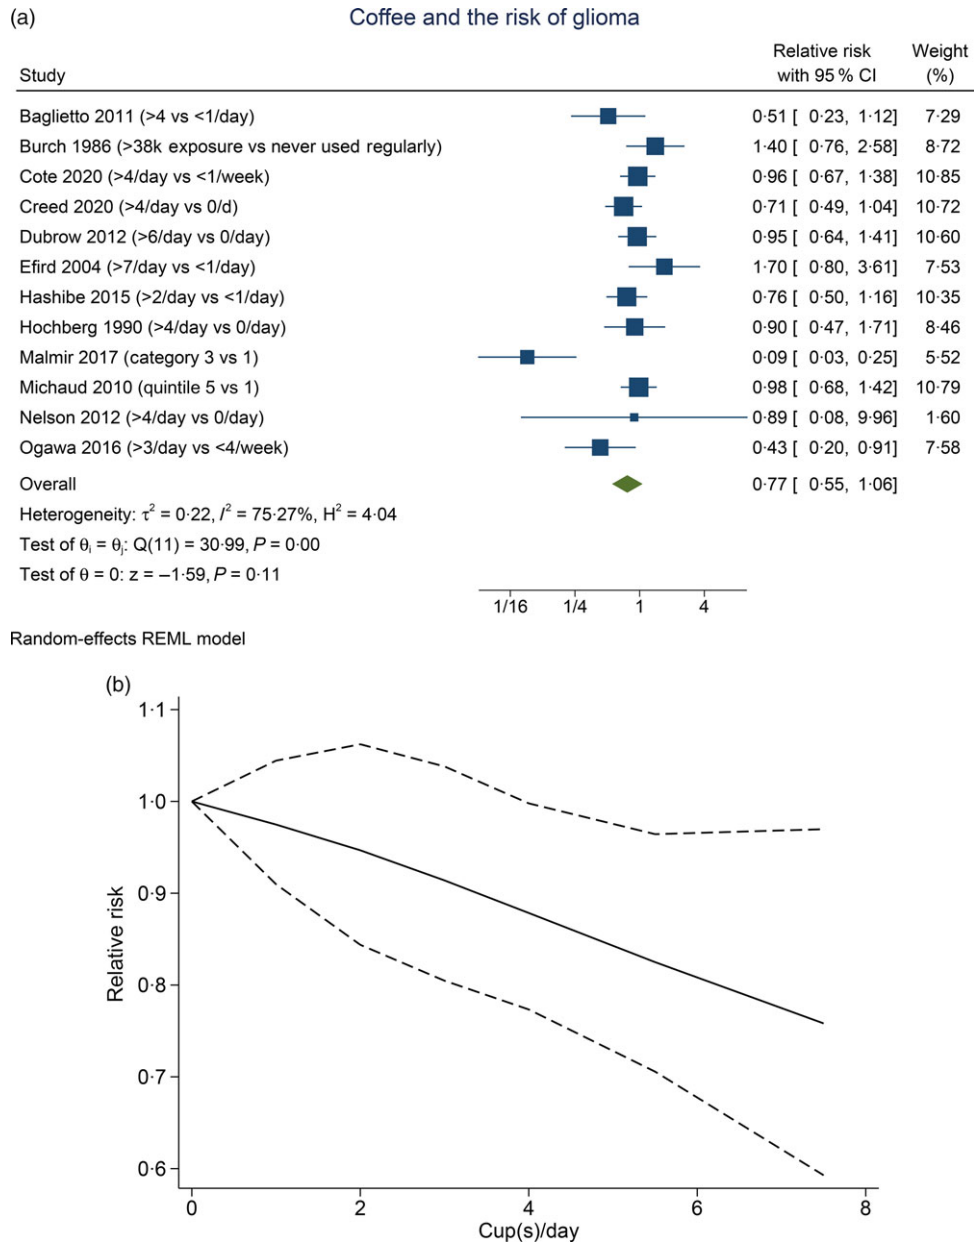 (a)
Coffee and the risk of glioma
Relative risk Weight
Study with 95 % CI (%)
Baglietto 2011 (>4 vs <1/day) 0·51 [ 0·23, 1·12] 7·29
Burch 1986 (>38k exposure vs never used regularly) 1·40 [ 0·76, 2·58] 8·72
Cote 2020 (>4/day vs <1/week) 0·96 [ 0·67, 1·38] 10·85
Creed 2020 (>4/day vs 0/d) 0·71 [ 0·49, 1·04] 10·72
Dubrow 2012 (>6/day vs 0/day) 0·95 [ 0·64, 1·41] 10·60
Efird 2004 (>7/day vs <1/day) 1·70 [ 0·80, 3·61] 7·53
Hashibe 2015 (>2/day vs <1/day) 0·76 [ 0·50, 1·16] 10·35
Hochberg 1990 (>4/day vs 0/day) 0·90 [ 0·47, 1·71] 8·46
Malmir 2017 (category 3 vs 1) 0·09 [ 0·03, 0·25] 5·52
Michaud 2010 (quintile 5 vs 1) 0·98 [ 0·68, 1·42] 10·79
Nelson 2012 (>4/day vs 0/day) 0·89 [ 0·08, 9·96] 1·60
Ogawa 2016 (>3/day vs <4/week) 0·43 [ 0·20, 0·91] 7·58
Overall 0·77 [ 0·55, 1·06]
Heterogeneity: τ² = 0·22, I² = 75·27%, H² = 4·04
Test of θᵢ = θⱼ: Q(11) = 30·99, P = 0·00
Test of θ = 0: z = –1·59, P = 0·11
1/16 1/4 1 4
Random-effects REML model
(b)
1·1
1·0
0·9
0·8
0·7
0·6
Relative risk
0 2 4 6 8
Cup(s)/day